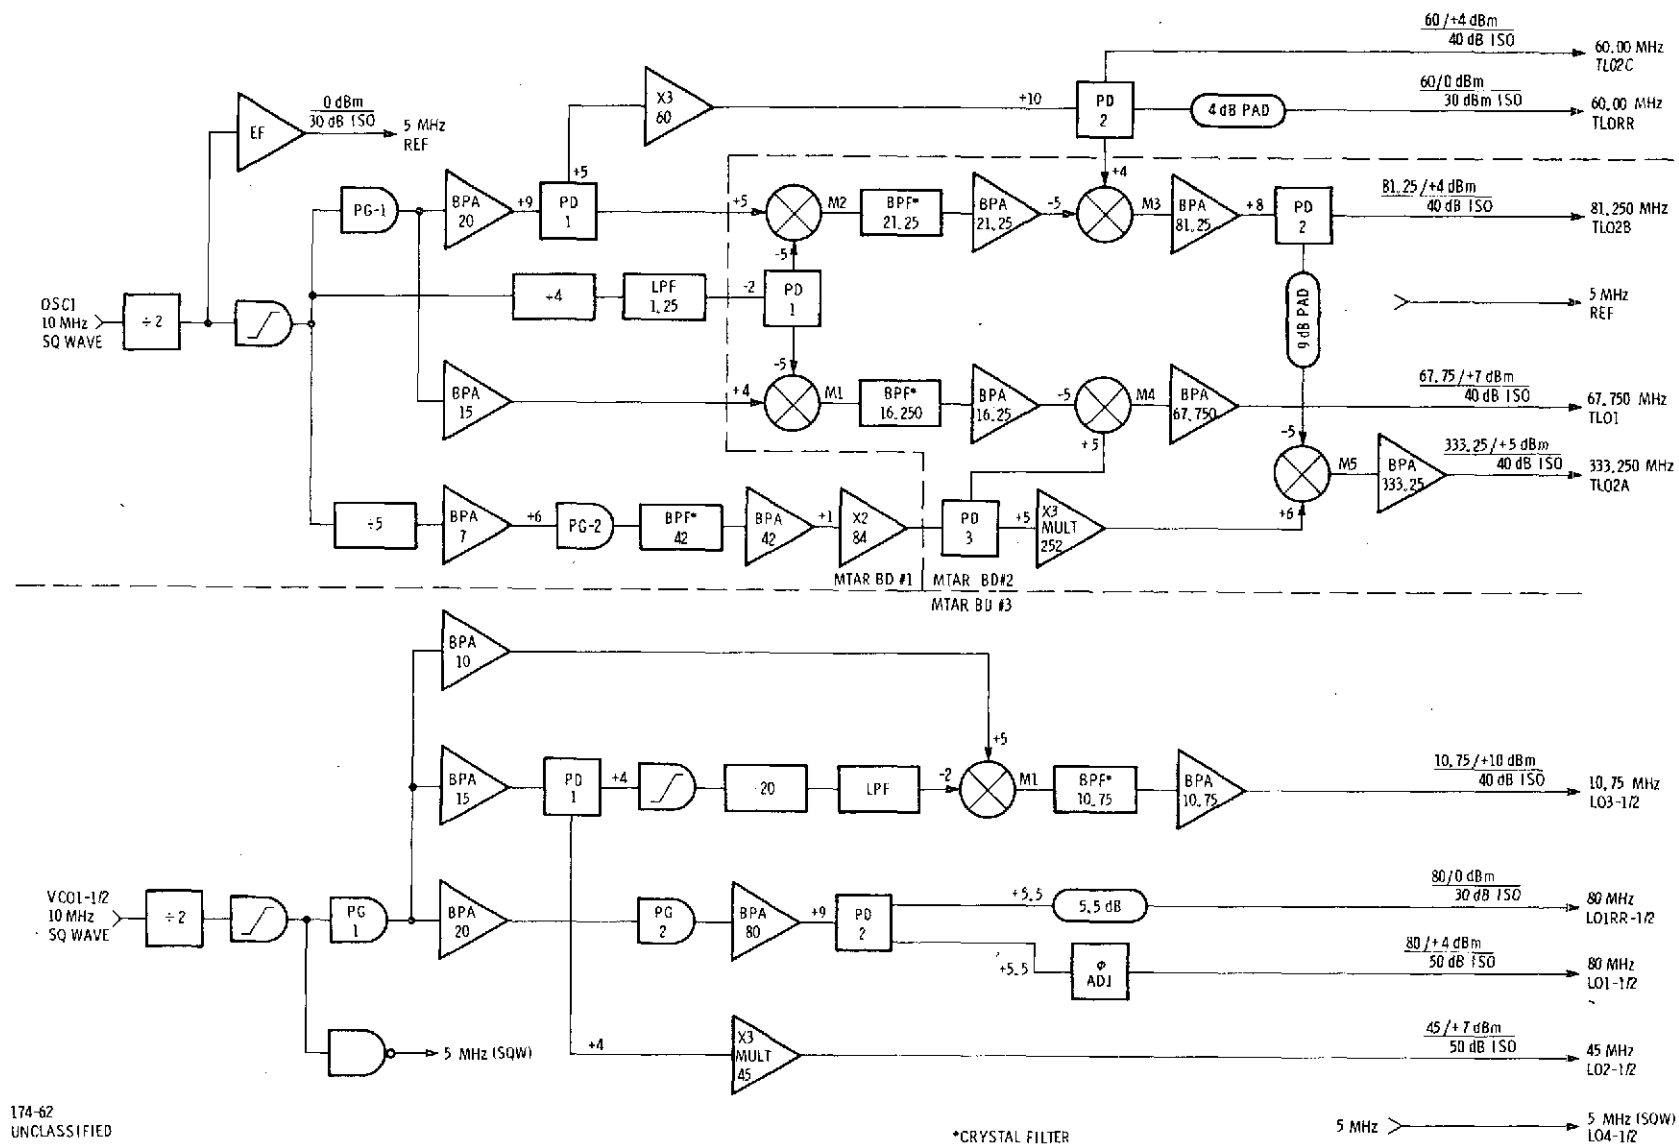 60/+4 dBm
40 dB ISO
60.00 MHz
TLO2C
60/0 dBm
30 dBm ISO
60.00 MHz
TLORR
X3
60
+10
PD
2
4 dB PAD
EF
0 dBm
30 dB ISO
5 MHz
REF
+5
+4
PG-1
BPA
20
+9
PD
1
+5
M2
BPF*
21.25
BPA
21.25
-5
M3
BPA
81.25
+8
PD
2
81.25/+4 dBm
40 dB ISO
81.250 MHz
TLO2B
-5
OSC1
10 MHz
SQ WAVE
÷2
÷4
LPF
1.25
-2
PD
1
9 dB PAD
5 MHz
REF
-5
BPA
15
+4
M1
BPF*
16.250
BPA
16.25
-5
M4
BPA
67.750
67.75/+7 dBm
40 dB ISO
67.750 MHz
TLO1
+5
-5
M5
BPA
333.25
333.25/+5 dBm
40 dB ISO
333.250 MHz
TLO2A
+6
÷5
BPA
7
+6
PG-2
BPF*
42
BPA
42
+1
X2
84
PD
3
+5
X3
MULT
252
MTAR BD #1
MTAR BD#2
MTAR BD #3
BPA
10
+5
BPA
15
PD
1
+4
20
LPF
-2
M1
BPF*
10.75
BPA
10.75
10.75/+10 dBm
40 dB ISO
10.75 MHz
LO3-1/2
VCO1-1/2
10 MHz
SQ WAVE
÷2
PG
1
BPA
20
PG
2
BPA
80
+9
PD
2
+5.5
5.5 dB
80/0 dBm
30 dB ISO
80 MHz
LO1RR-1/2
+5.5
Φ
ADJ
80/+4 dBm
50 dB ISO
80 MHz
LO1-1/2
5 MHz (SQW)
+4
X3
MULT
45
45/+7 dBm
50 dB ISO
45 MHz
LO2-1/2
174-62
UNCLASSIFIED
*CRYSTAL FILTER
5 MHz
5 MHz (SQW)
LO4-1/2